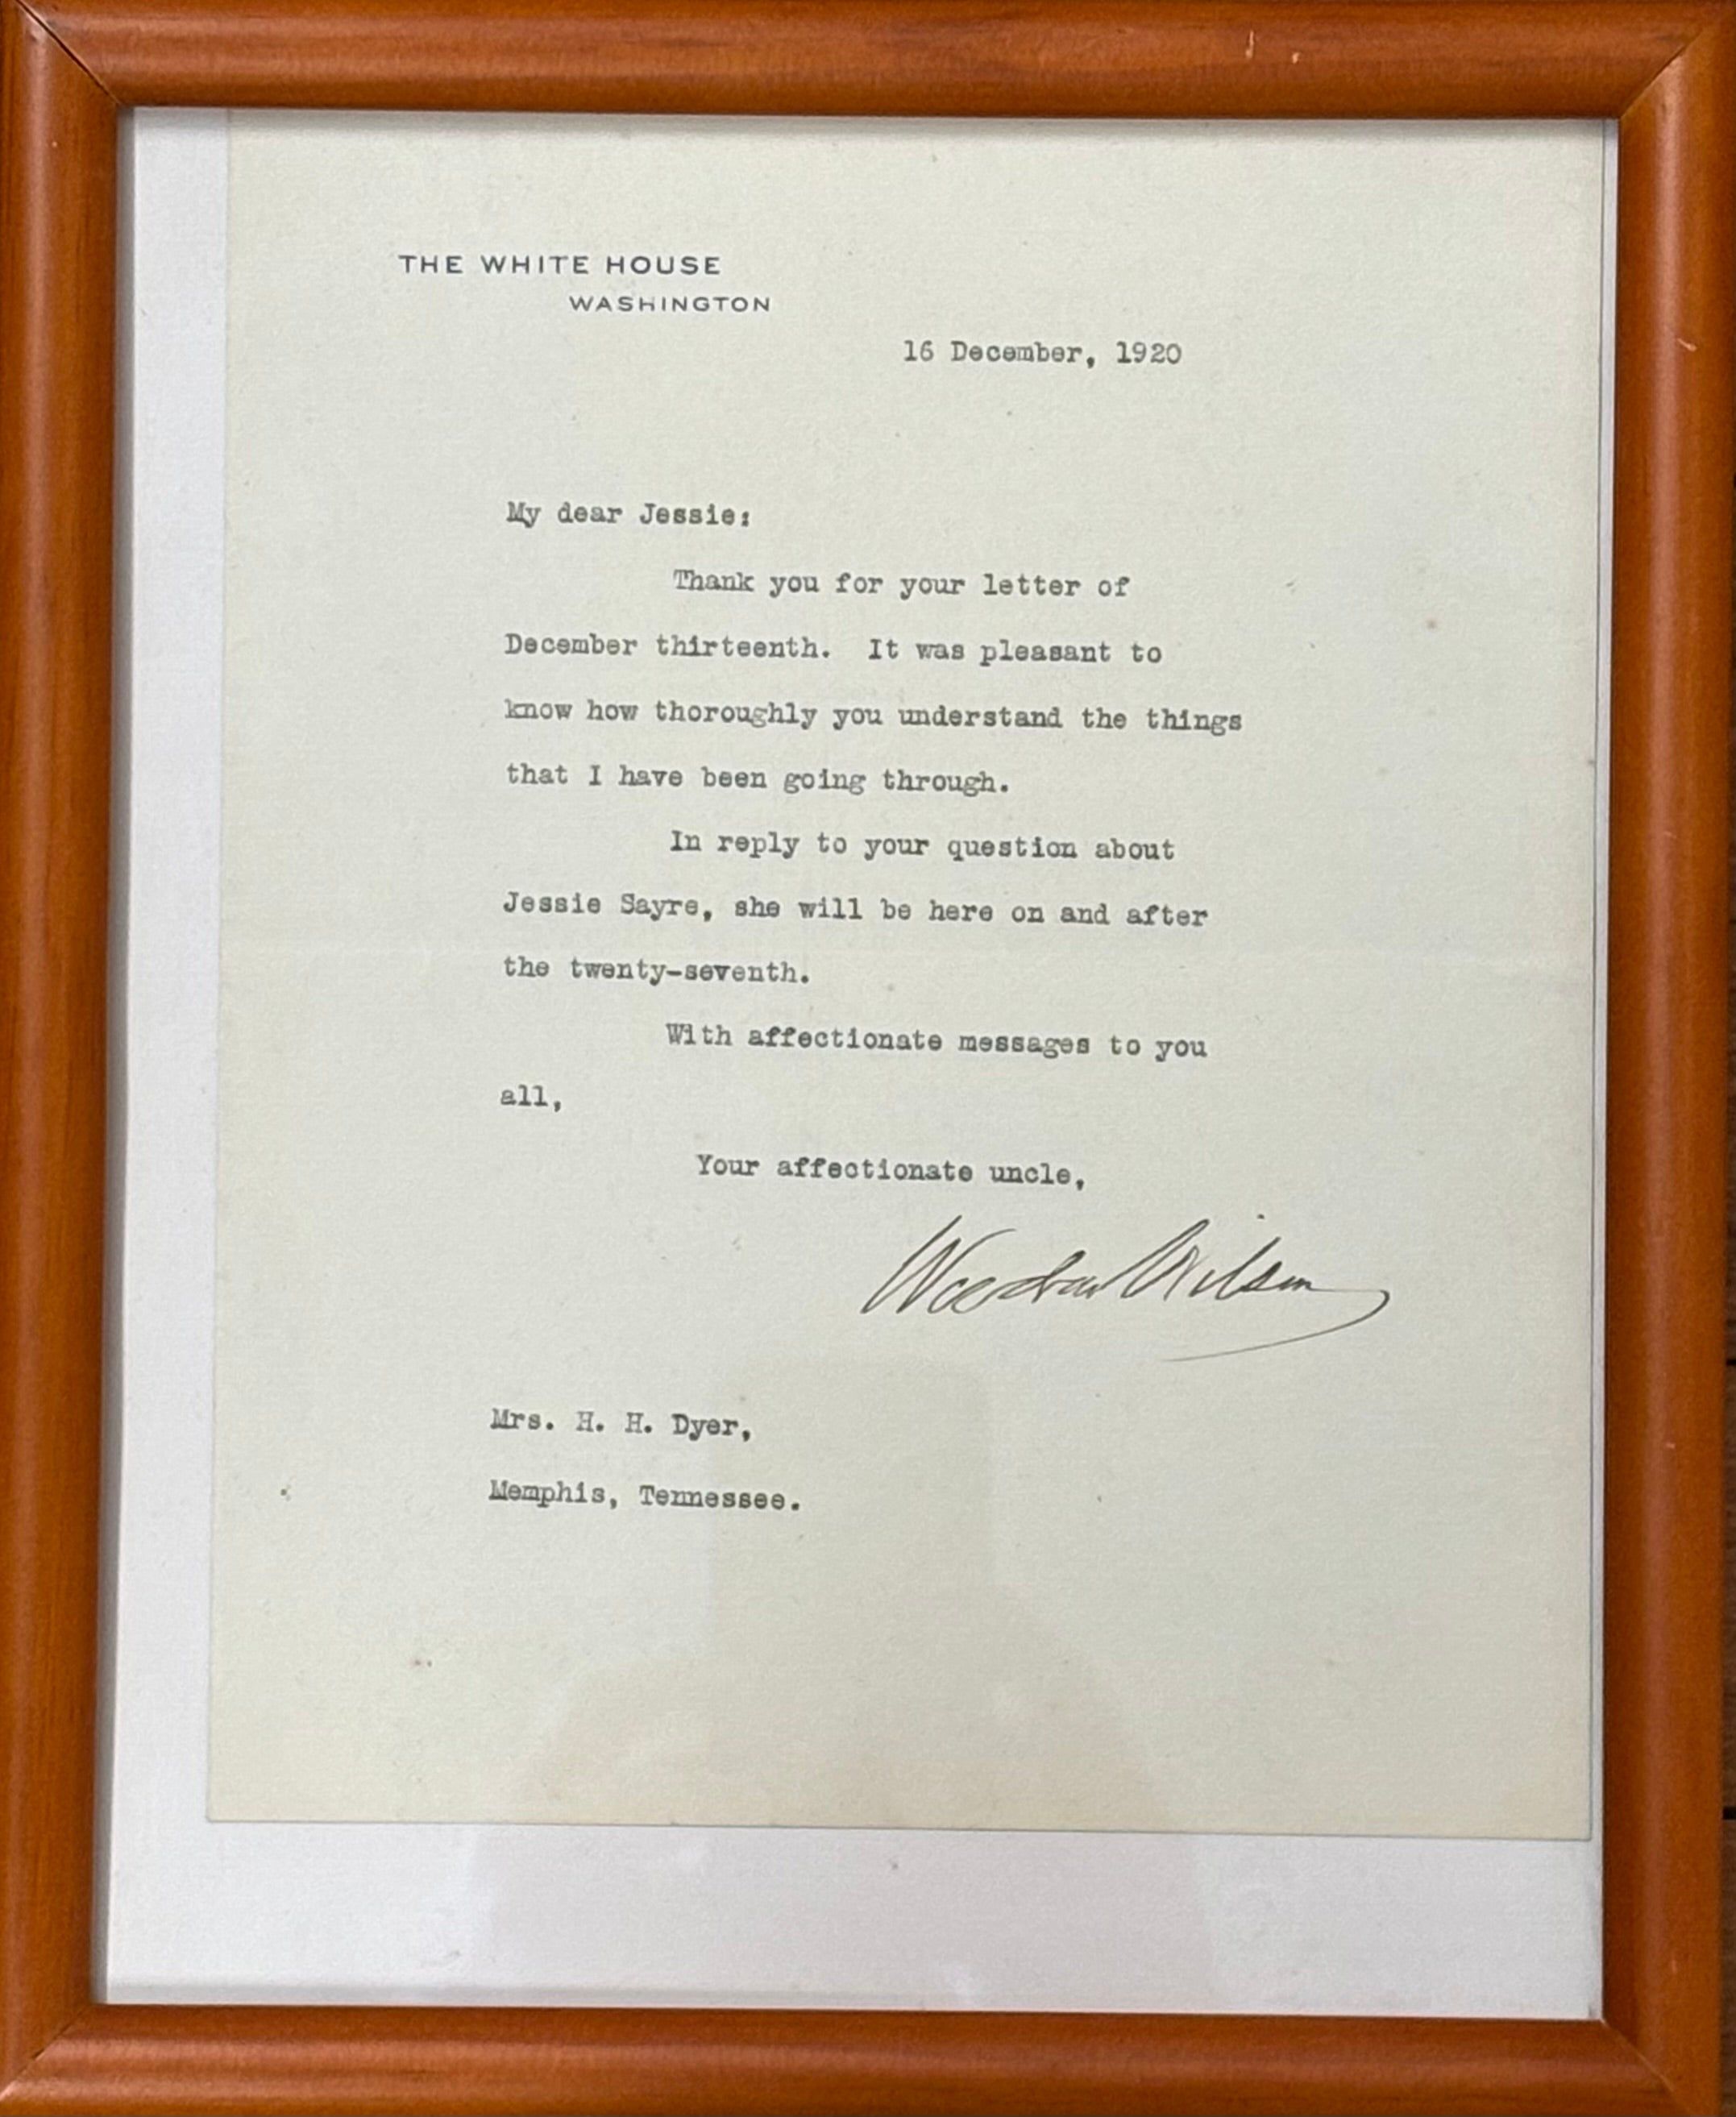 THE WHITE HOUSE
WASHINGTON
16 December, 1920
My dear Jessie:
Thank you for your letter of
December thirteenth. It was pleasant to
know how thoroughly you understand the things
that I have been going through.
In reply to your question about
Jessie Sayre, she will be here on and after
the twenty-seventh.
With affectionate messages to you
all,
Your affectionate uncle,
Woodrow Wilson
Mrs. H. H. Dyer,
Memphis, Tennessee.